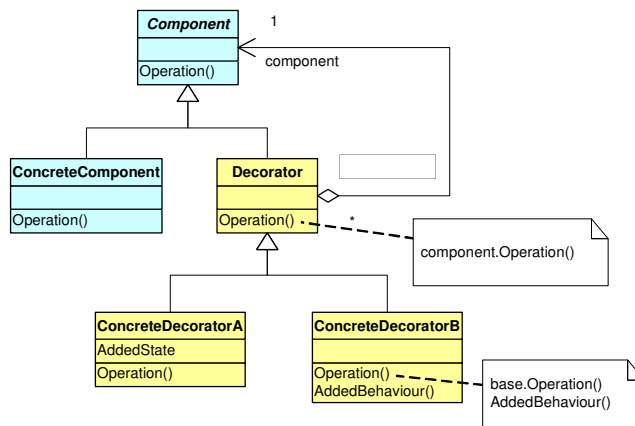 Component
1
component
Operation()
ConcreteComponent
Operation()
Decorator
Operation()
*
component.Operation()
ConcreteDecoratorA
AddedState
Operation()
ConcreteDecoratorB
Operation()
AddedBehaviour()
base.Operation()
AddedBehaviour()